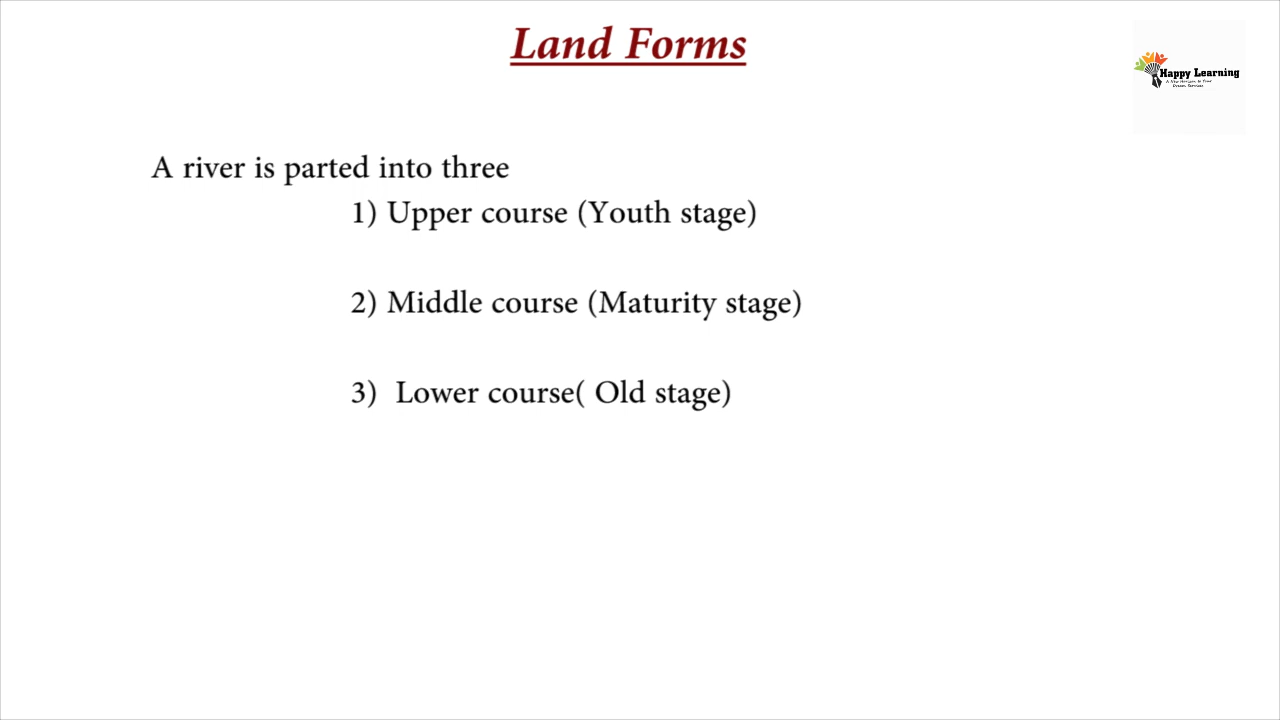 Land Forms
Happy Learning
A river is parted into three
1) Upper course (Youth stage)
2) Middle course (Maturity stage)
3) Lower course( Old stage)